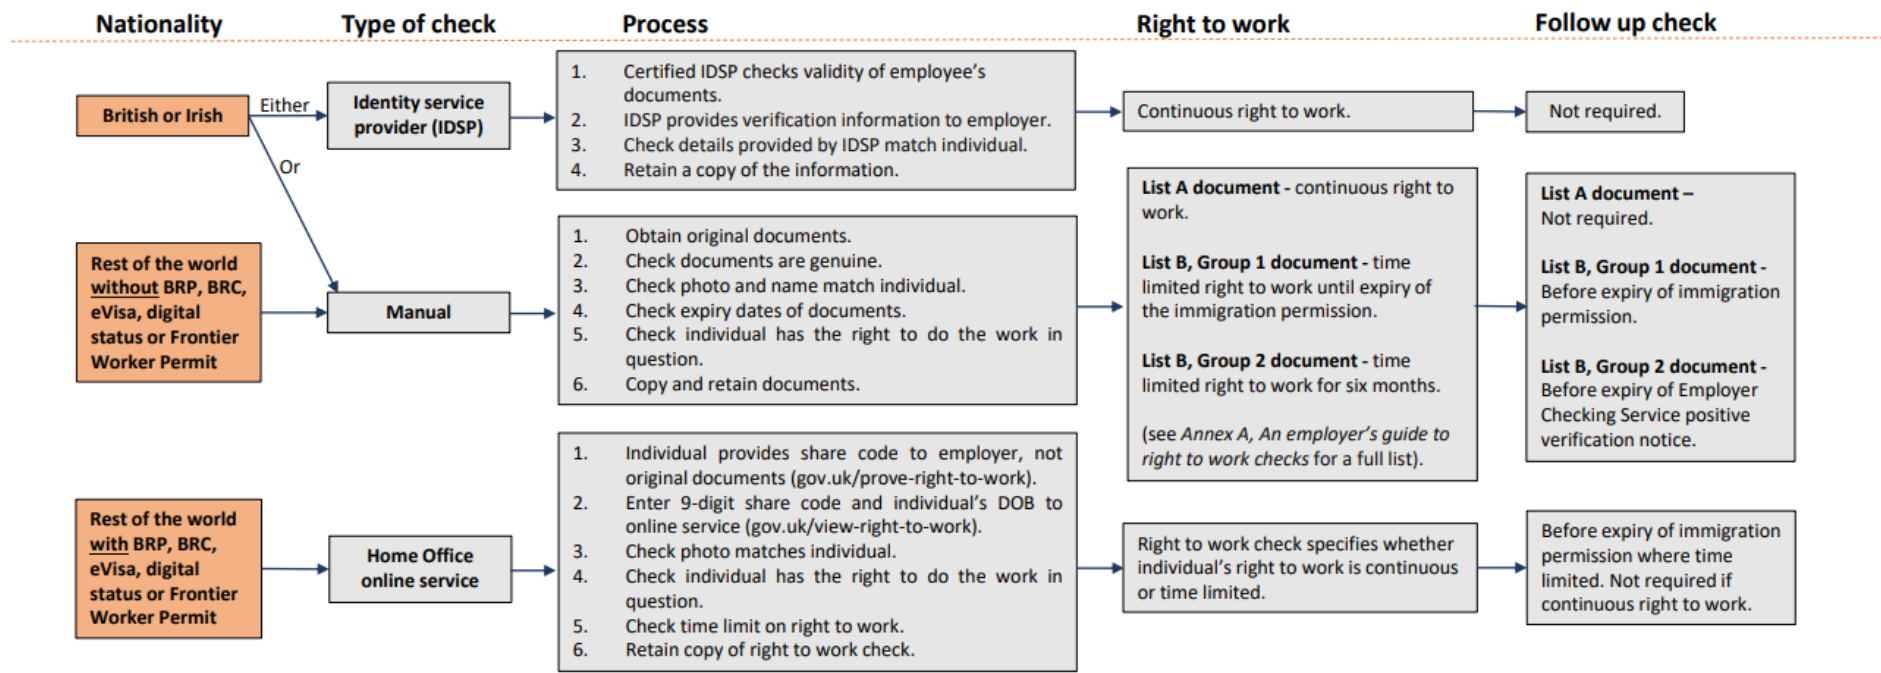 Nationality
Type of check
Process
Right to work
Follow up check
British or Irish
Either
Or
Identity service
provider (IDSP)
1. Certified IDSP checks validity of employee's
documents.
2. IDSP provides verification information to employer.
3. Check details provided by IDSP match individual.
4. Retain a copy of the information.
Continuous right to work.
Not required.
Rest of the world
without BRP, BRC,
eVisa, digital
status or Frontier
Worker Permit
Manual
1. Obtain original documents.
2. Check documents are genuine.
3. Check photo and name match individual.
4. Check expiry dates of documents.
5. Check individual has the right to do the work in
question.
6. Copy and retain documents.
List A document - continuous right to
work.
List B, Group 1 document - time
limited right to work until expiry of
the immigration permission.
List B, Group 2 document - time
limited right to work for six months.
(see Annex A, An employer's guide to
right to work checks for a full list).
List A document –
Not required.
List B, Group 1 document -
Before expiry of immigration
permission.
List B, Group 2 document -
Before expiry of Employer
Checking Service positive
verification notice.
Rest of the world
with BRP, BRC,
eVisa, digital
status or Frontier
Worker Permit
Home Office
online service
1. Individual provides share code to employer, not
original documents (gov.uk/prove-right-to-work).
2. Enter 9-digit share code and individual's DOB to
online service (gov.uk/view-right-to-work).
3. Check photo matches individual.
4. Check individual has the right to do the work in
question.
5. Check time limit on right to work.
6. Retain copy of right to work check.
Right to work check specifies whether
individual's right to work is continuous
or time limited.
Before expiry of immigration
permission where time
limited. Not required if
continuous right to work.